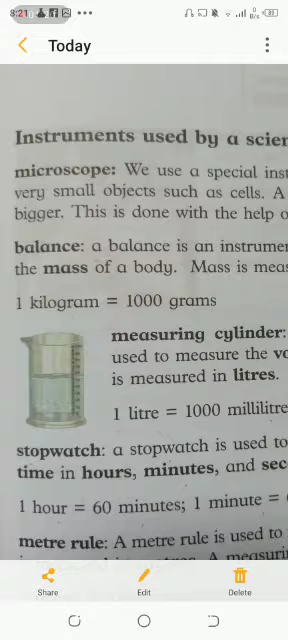 8:21
Today
Instruments used by a scien
microscope: We use a special inst
very small objects such as cells. A
bigger. This is done with the help o
balance: a balance is an instrumen
the mass of a body. Mass is meas
1 kilogram = 1000 grams
measuring cylinder:
used to measure the vo
is measured in litres.
1 litre = 1000 millilitre
stopwatch: a stopwatch is used to
time in hours, minutes, and sec
1 hour = 60 minutes; 1 minute =
metre rule: A metre rule is used to
A measuri
Share
Edit
Delete